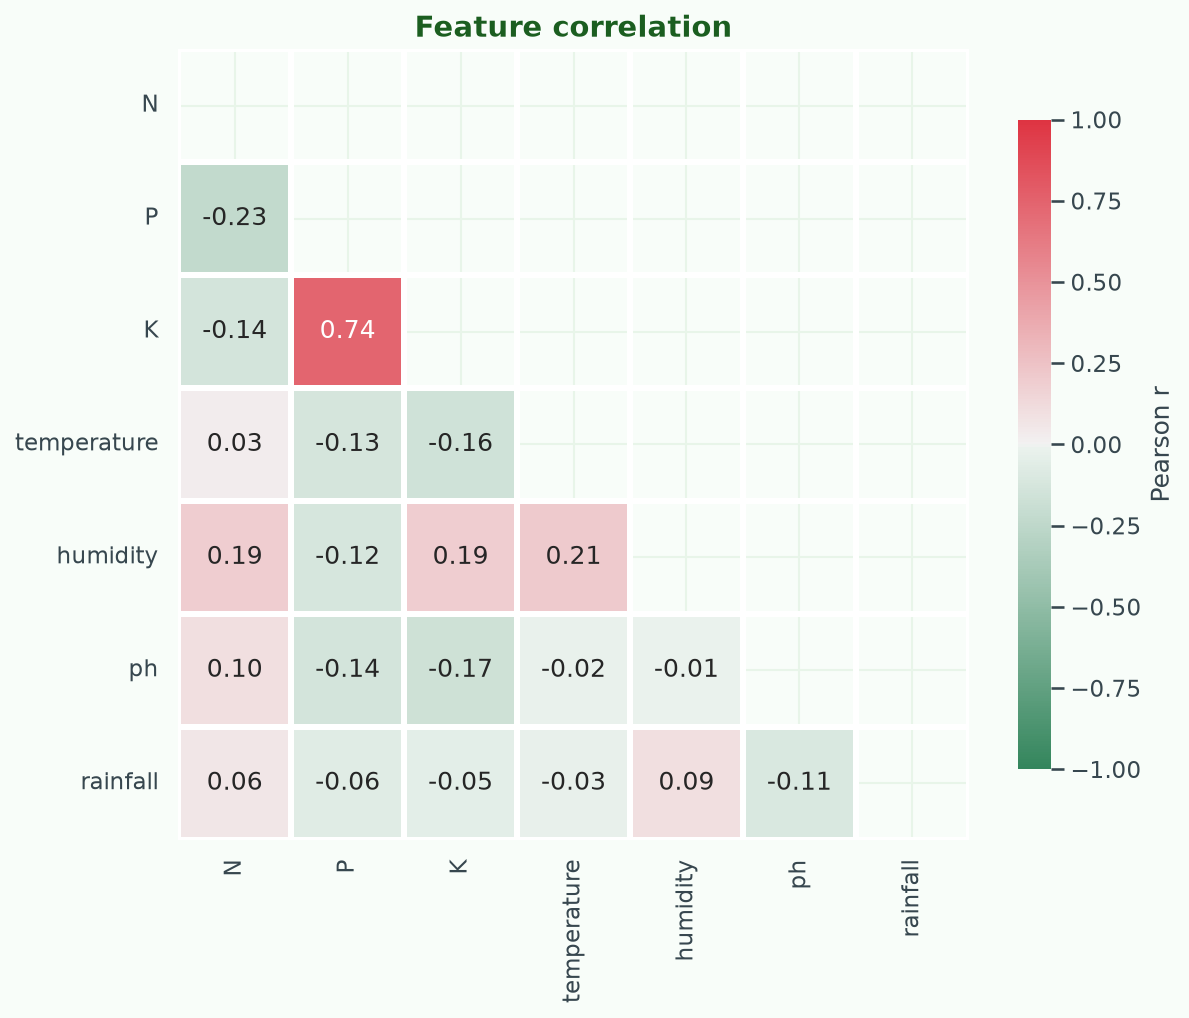 Feature correlation
N
P -0.23
K -0.14 0.74
temperature 0.03 -0.13 -0.16
humidity 0.19 -0.12 0.19 0.21
ph 0.10 -0.14 -0.17 -0.02 -0.01
rainfall 0.06 -0.06 -0.05 -0.03 0.09 -0.11
N P K temperature humidity ph rainfall
1.00
0.75
0.50
0.25
0.00
−0.25
−0.50
−0.75
−1.00
Pearson r